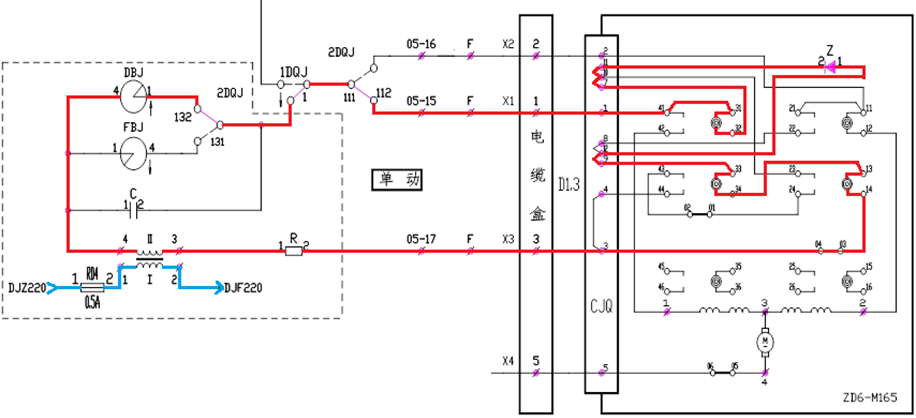 DBJ
4 1
2DQJ
132
FBJ
1 4
131
C
1 2
4 II 3
1 I 2
R
1 2
DJZ220
1 RD4 2
0.5A
DJF220
1DQJ
1
2DQJ
111
112
单动
05-16 F X2 2
05-15 F X1 1
05-17 F X3 3
X4 5
电缆盒
D1.3
CJQ
2
1
8
4
3
5
2 Z 1
41 31
42 32
21 11
22 12
43 33
44 34
23 13
24 14
02 01
04 03
45 35
46 36
25 15
26 16
1 3 2
M
4
06 05
ZD6-M165